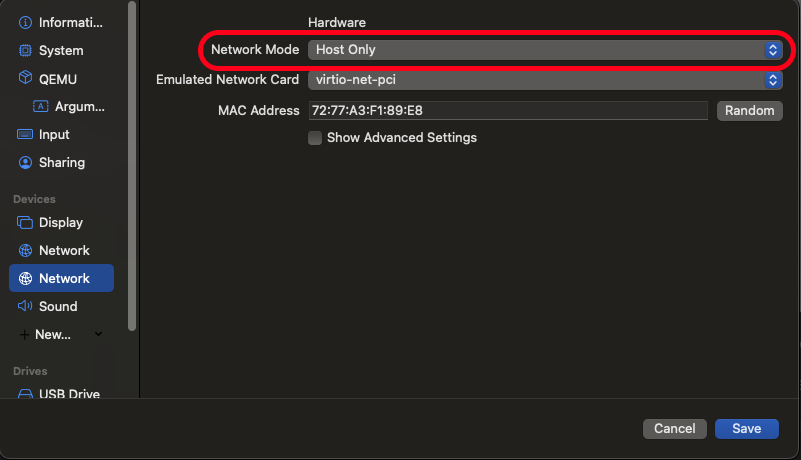 Informati...
System
QEMU
Argum...
Input
Sharing
Devices
Display
Network
Network
Sound
New...
Drives
USB Drive
Hardware
Network Mode Host Only
Emulated Network Card virtio-net-pci
MAC Address 72:77:A3:F1:89:E8 Random
Show Advanced Settings
Cancel Save